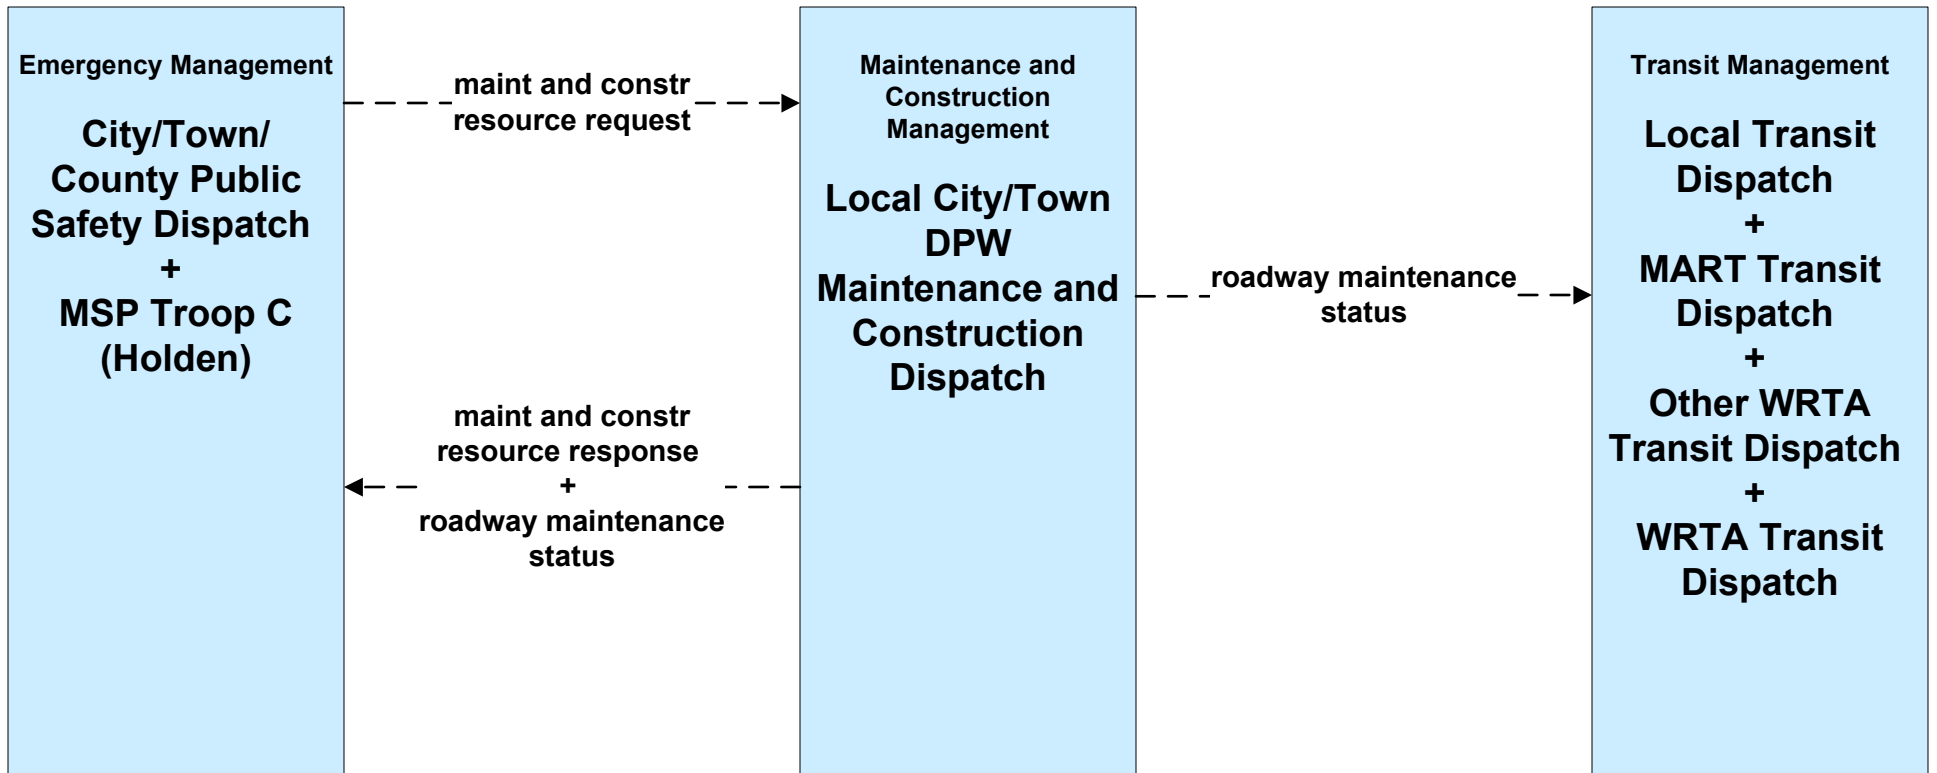 Emergency Management
City/Town/
County Public
Safety Dispatch
+
MSP Troop C
(Holden)
maint and constr
resource request
maint and constr
resource response
+
roadway maintenance
status
Maintenance and
Construction
Management
Local City/Town
DPW
Maintenance and
Construction
Dispatch
roadway maintenance
status
Transit Management
Local Transit
Dispatch
+
MART Transit
Dispatch
+
Other WRTA
Transit Dispatch
+
WRTA Transit
Dispatch